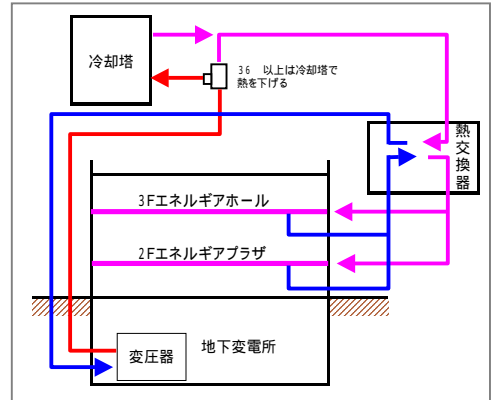 冷却塔
36　以上は冷却塔で
熱を下げる
熱交換器
3Fエネルギアホール
2Fエネルギアプラザ
変圧器
地下変電所